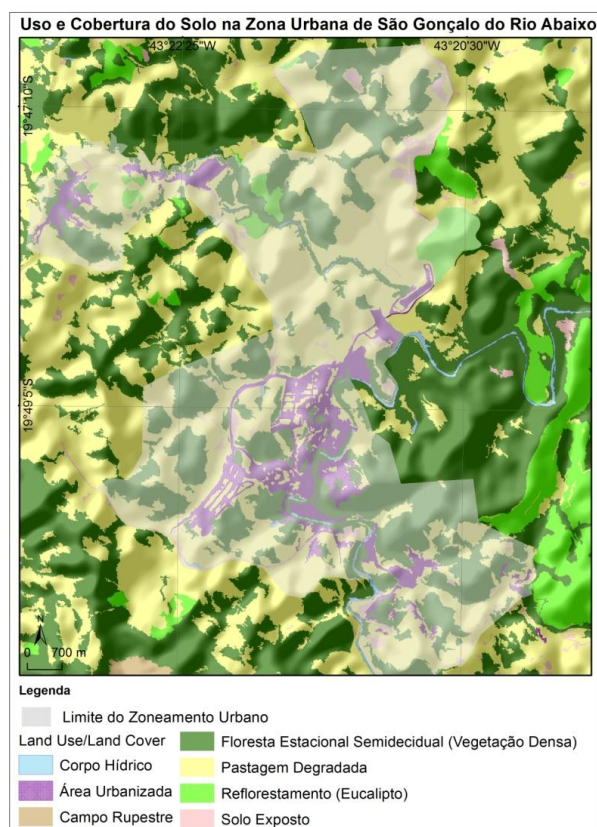 Uso e Cobertura do Solo na Zona Urbana de São Gonçalo do Rio Abaixo
43°22'25"W 43°20'30"W
19°47'10"S
19°49'5"S
N
0 700 m
Legenda
Limite do Zoneamento Urbano
Land Use/Land Cover
Floresta Estacional Semidecidual (Vegetação Densa)
Corpo Hídrico
Pastagem Degradada
Área Urbanizada
Reflorestamento (Eucalipto)
Campo Rupestre
Solo Exposto